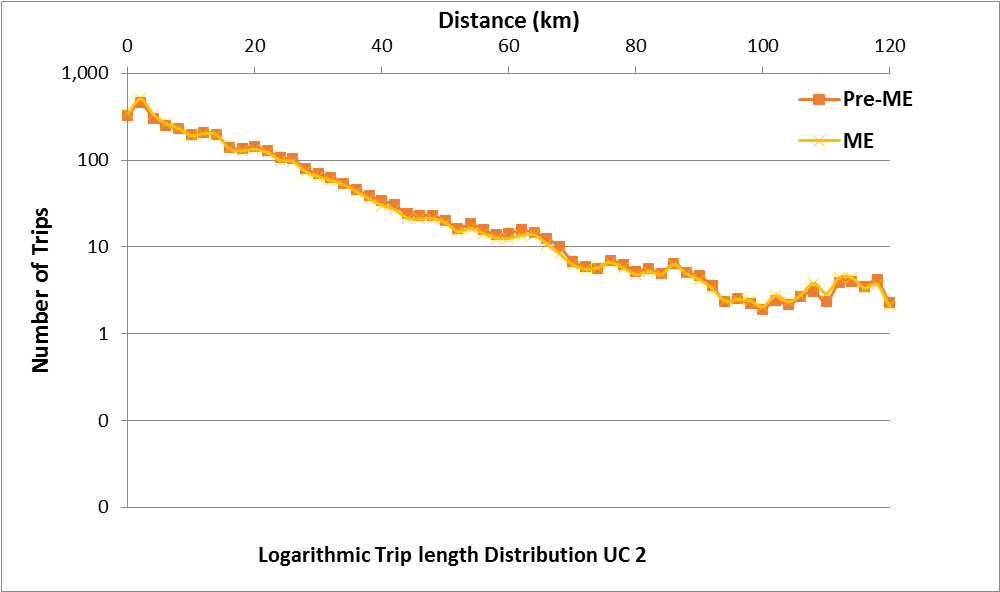 Distance (km)
0 20 40 60 80 100 120
1,000
100
10
1
0
0
Number of Trips
Pre-ME
ME
Logarithmic Trip length Distribution UC 2